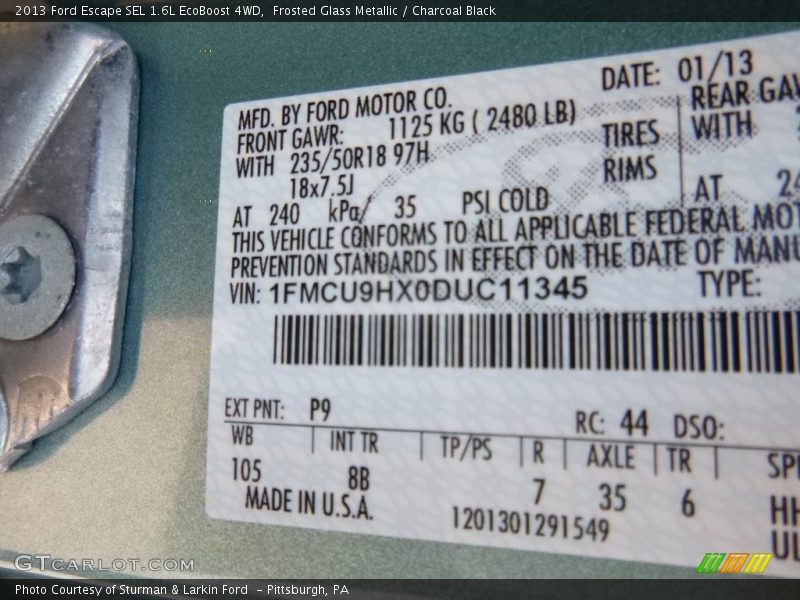 2013 Ford Escape SEL 1.6L EcoBoost 4WD, Frosted Glass Metallic / Charcoal Black
MFD. BY FORD MOTOR CO. DATE: 01/13
FRONT GAWR: 1125 KG ( 2480 LB) REAR
WITH 235/50R18 97H TIRES WITH
18x7.5J RIMS
AT 240 kPa/ 35 PSI COLD AT
THIS VEHICLE CONFORMS TO ALL APPLICABLE FEDERAL
PREVENTION STANDARDS IN EFFECT ON THE DATE OF
VIN: 1FMCU9HX0DUC11345 TYPE:
EXT PNT: P9 RC: 44 DSO:
WB INT TR TP/PS R AXLE TR
105 8B 7 35 6
MADE IN U.S.A. 1201301291549
GTCARLOT.COM
Photo Courtesy of Sturman & Larkin Ford - Pittsburgh, PA